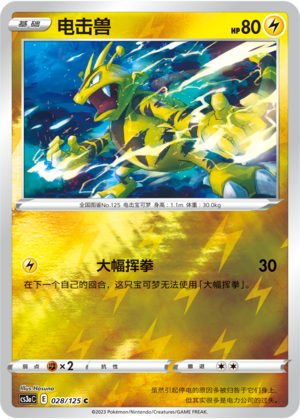 基础 电击兽 HP80
全国图鉴No.125 电击宝可梦 身高：1.1m 体重：30.0kg
大幅挥拳 30
在下一个自己的回合，这只宝可梦无法使用「大幅挥拳」。
弱点 ×2 抗性 撤退
Illus. Hasuno
CS3aC E 028/125 C
虽然引起停电的原因多被归咎于它们身上，
但其实很多是电力公司的过失。
©2023 Pokémon/Nintendo/Creatures/GAME FREAK.